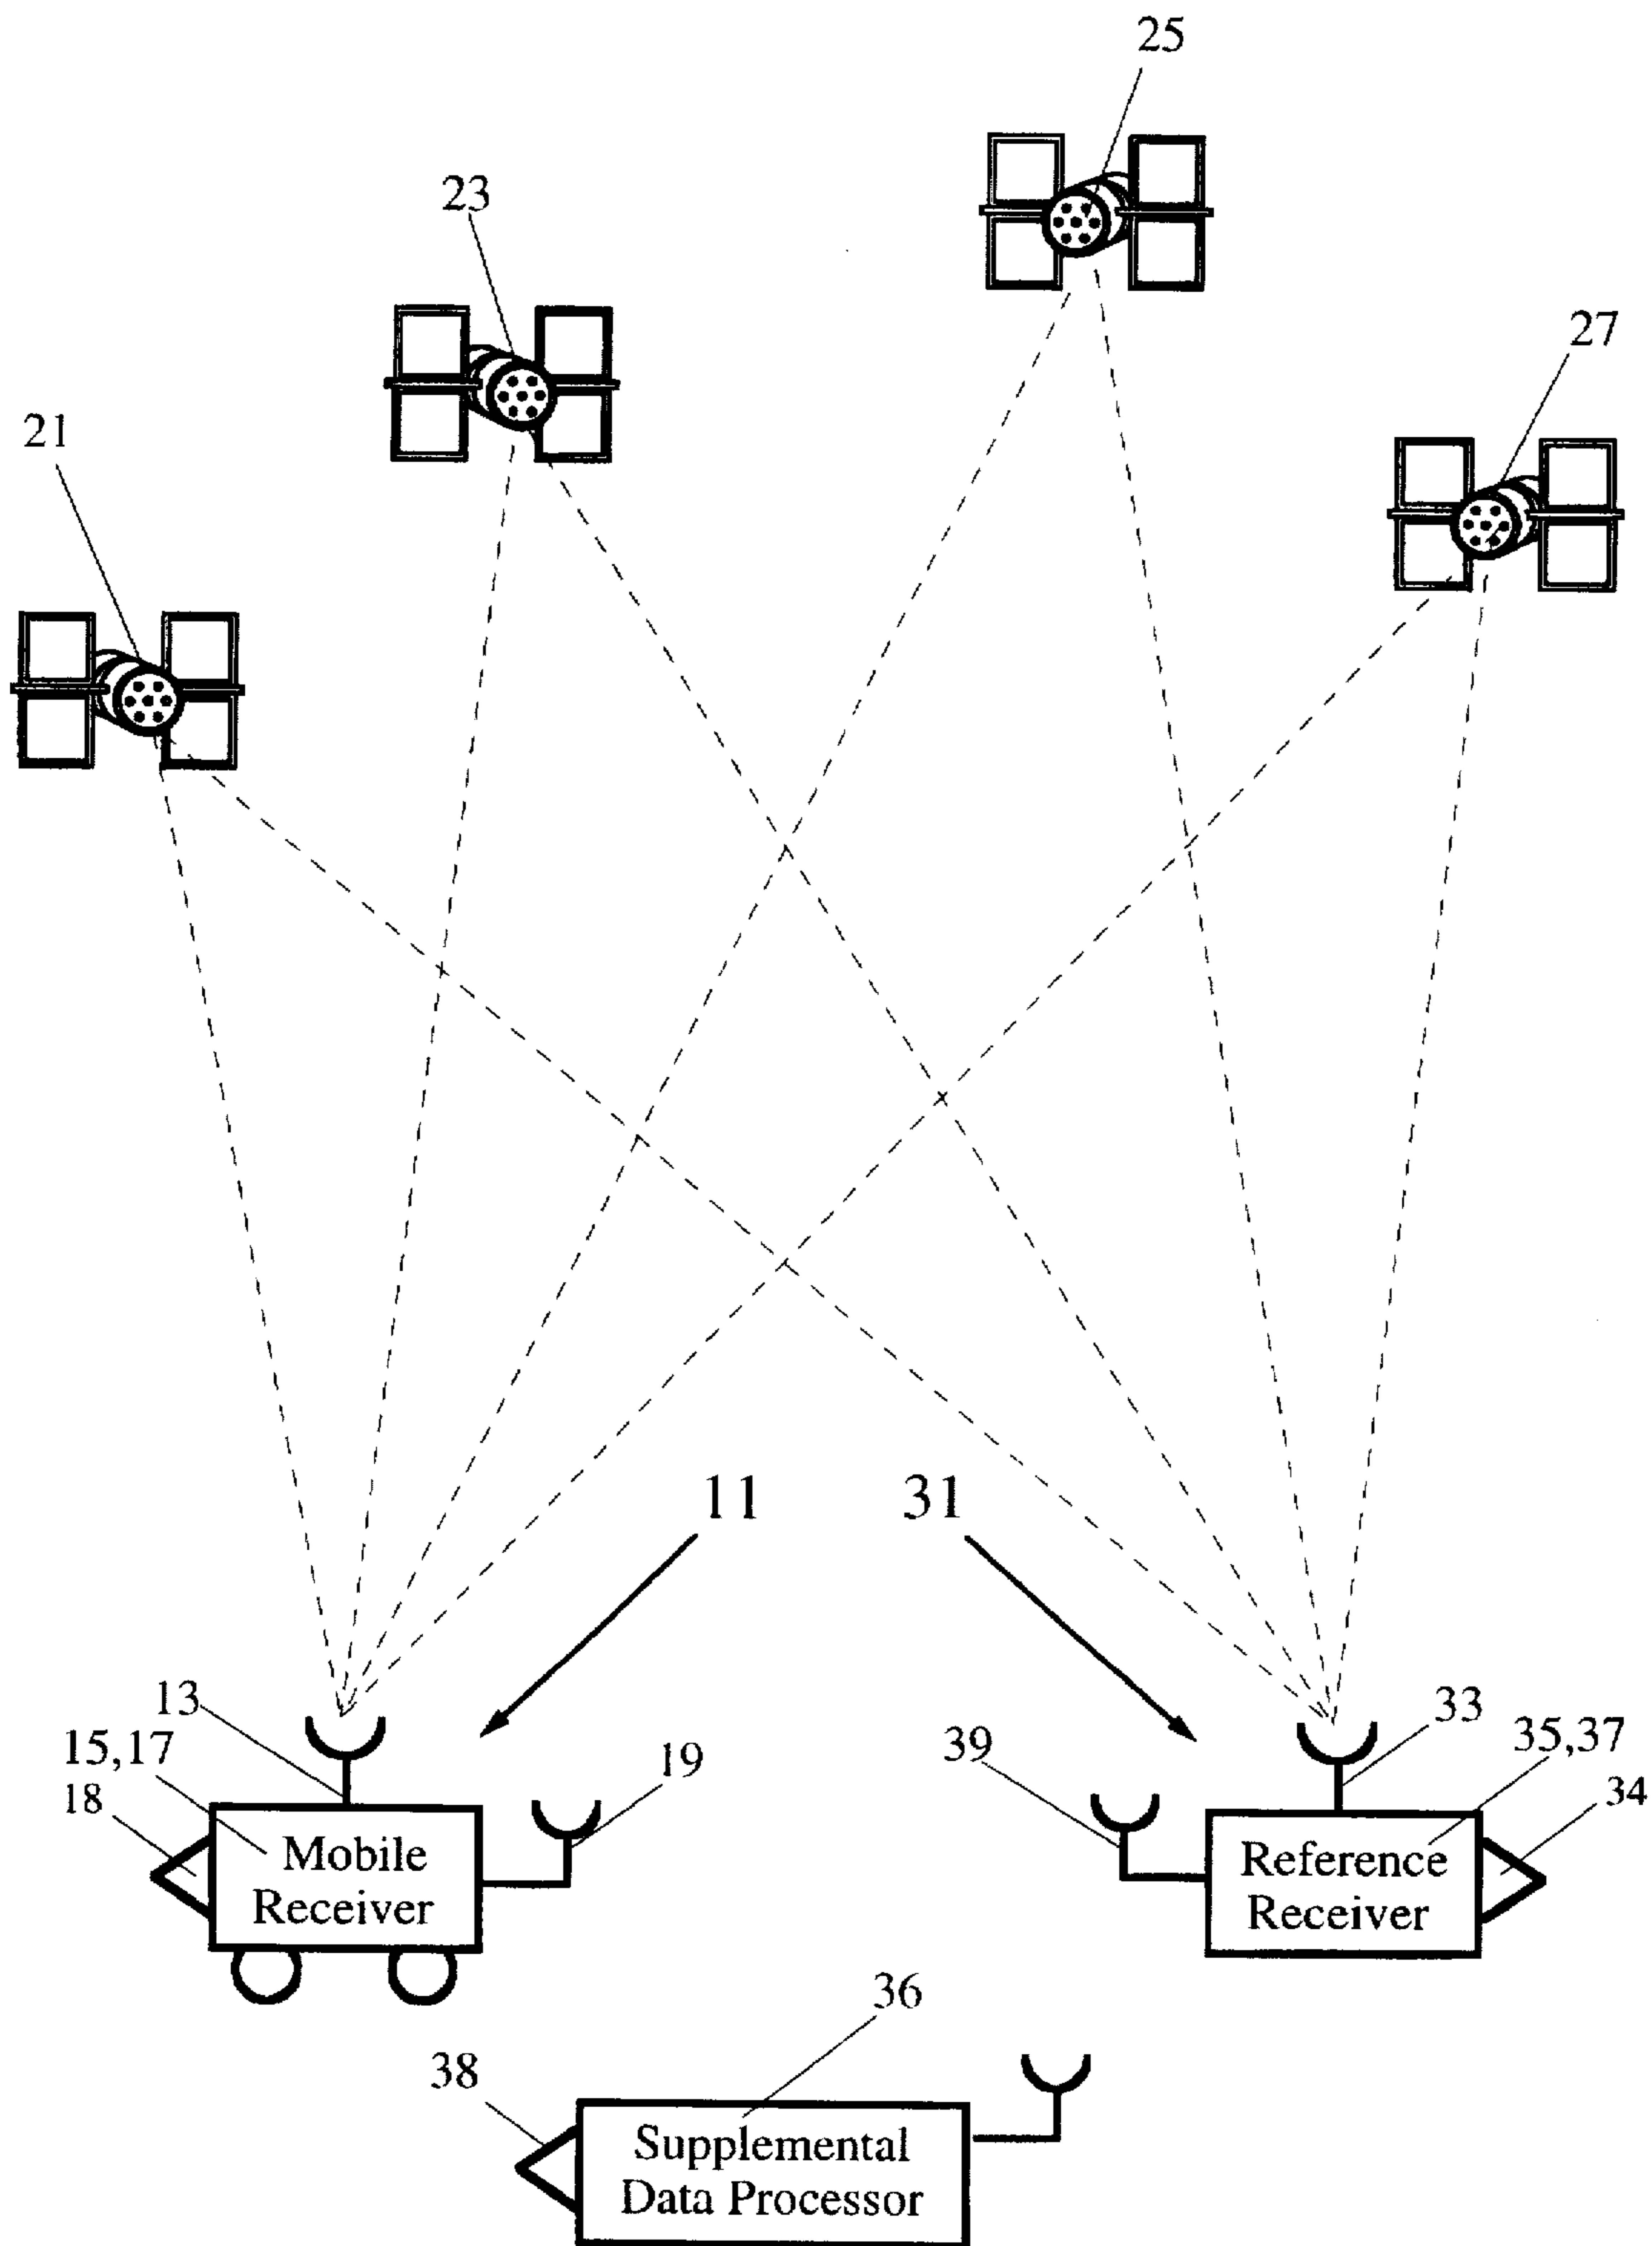 25
23
27
21
11
31
13
33
15,17
19
39
35,37
18
34
Mobile
Receiver
Reference
Receiver
36
38
Supplemental
Data Processor